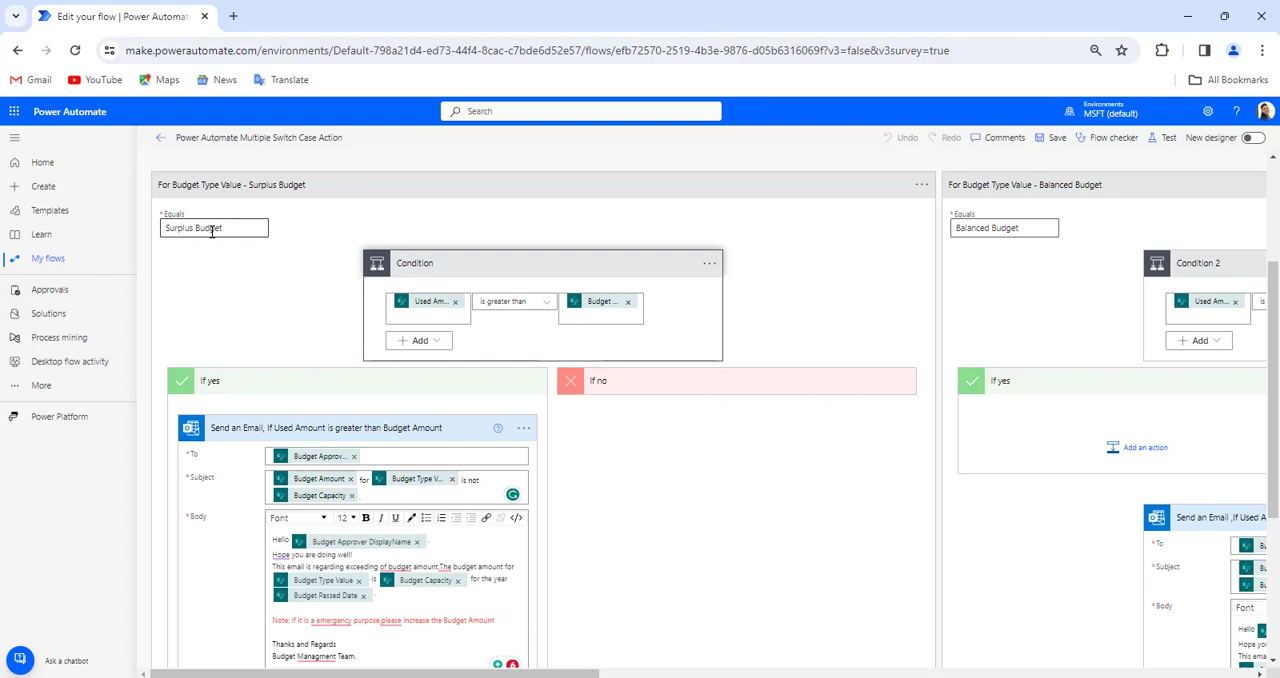 Edit your flow | Power Automate
make.powerautomate.com/environments/Default-798a21d4-ed73-44f4-8cac-c7bde6d52e57/flows/efb72570-2519-4b3e-9876-d05b6316069f?v3=false&v3survey=true
Gmail YouTube Maps News Translate All Bookmarks
Power Automate Search Environments
MSFT (default)
Power Automate Multiple Switch Case Action Undo Redo Comments Save Flow checker Test New designer
Home
Create
Templates
Learn
My flows
Approvals
Solutions
Process mining
Desktop flow activity
More
Power Platform
Ask a chatbot
For Budget Type Value - Surplus Budget
* Equals
Surplus Budget
Condition
Used Am... is greater than Budget ...
Add
If yes
If no
Send an Email, If Used Amount is greater than Budget Amount
* To Budget Approv...
* Subject Budget Amount for Budget Type V... is not
Budget Capacity .
* Body Font 12 B I U
Hello Budget Approver DisplayName .
Hope you are doing well!
This email is regarding exceeding of budget amount,The budget amount for
Budget Type Value is Budget Capacity for the year
Budget Passed Date .
Note: If it is a emergency purpose,please increase the Budget Amount
Thanks and Regards
Budget Managment Team.
For Budget Type Value - Balanced Budget
* Equals
Balanced Budget
Condition 2
Used Am...
Add
If yes
Add an action
Send an Email ,If Used A
* To
* Subject
* Body Font
Hello
Hope yo
This ema